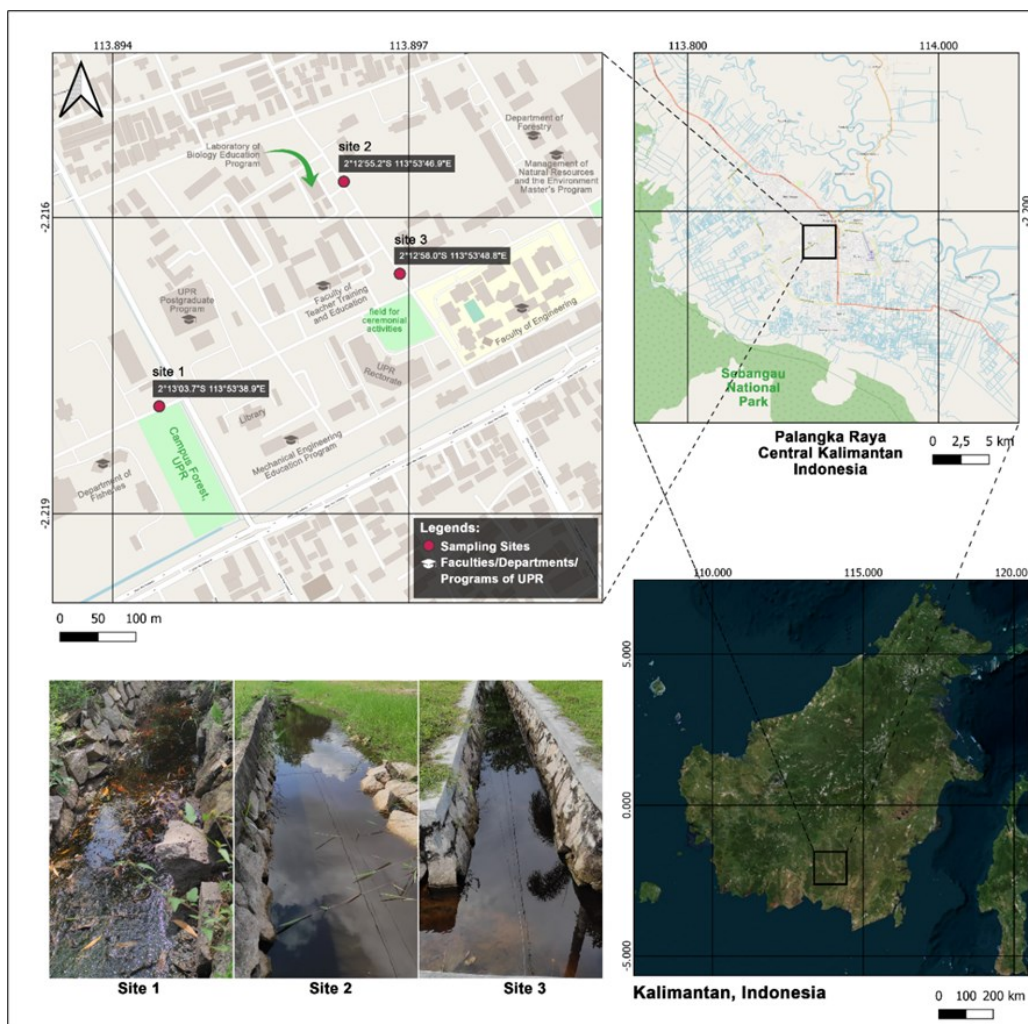 113.894
113.897
-2.216
-2.219
Laboratory of
Biology Education
Program
site 2
2°12'55.2"S 113°53'46.9"E
Department of
Forestry
Management of
Natural Resources
and the Environment
Master's Program
site 3
2°12'58.0"S 113°53'48.8"E
UPR
Postgraduate
Program
Faculty of
Teacher Training
and Education
field for
ceremonial
activities
Faculty of Engineering
UPR
Rectorate
site 1
2°13'03.7"S 113°53'38.9"E
Library
Mechanical Engineering
Education Program
Campus Forest,
UPR
Department of
Fisheries
Legends:
Sampling Sites
Faculties/Departments/
Programs of UPR
0 50 100 m
113.800
114.000
-2.200
Sebangau
National
Park
Palangka Raya
Central Kalimantan
Indonesia
0 2,5 5 km
110.000
115.000
120.000
5.000
0.000
-5.000
Kalimantan, Indonesia
0 100 200 km
Site 1
Site 2
Site 3